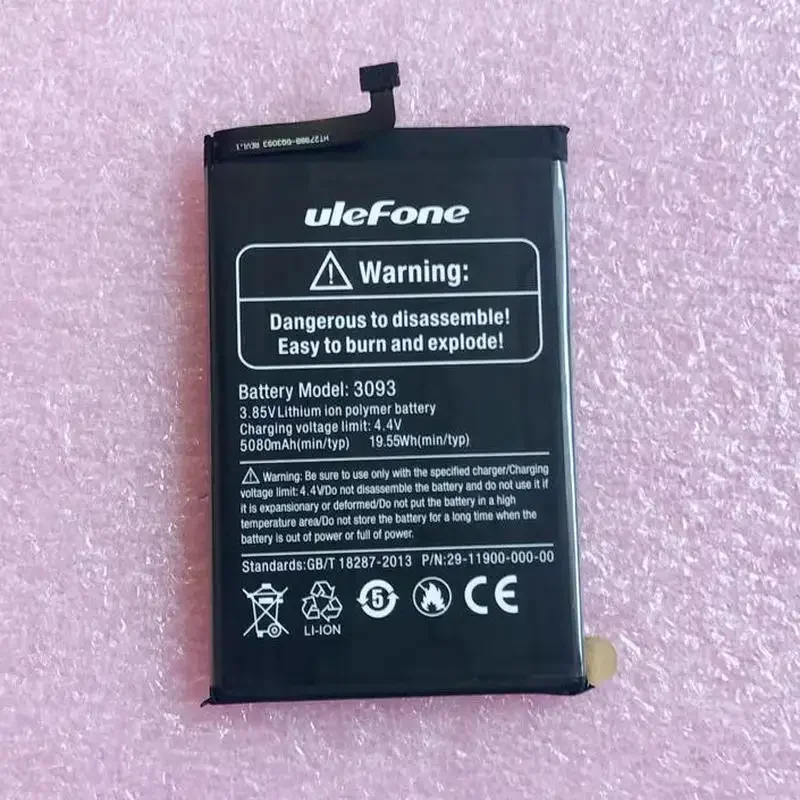 HT27988-603093 REV1.1
uleFone
Warning:
Dangerous to disassemble!
Easy to burn and explode!
Battery Model: 3093
3.85V Lithium ion polymer battery
Charging voltage limit: 4.4V
5080mAh(min/typ) 19.55Wh(min/typ)
Warning: Be sure to use only with the specified charger/Charging
voltage limit: 4.4V/Do not disassemble the battery and do not use it if
it is expansionary or deformed/Do not put the battery in a high
temperature area/Do not store the battery for a long time when the
battery is out of power or full of power.
Standards:GB/T 18287-2013 P/N:29-11900-000-00
5
CE
LI-ION